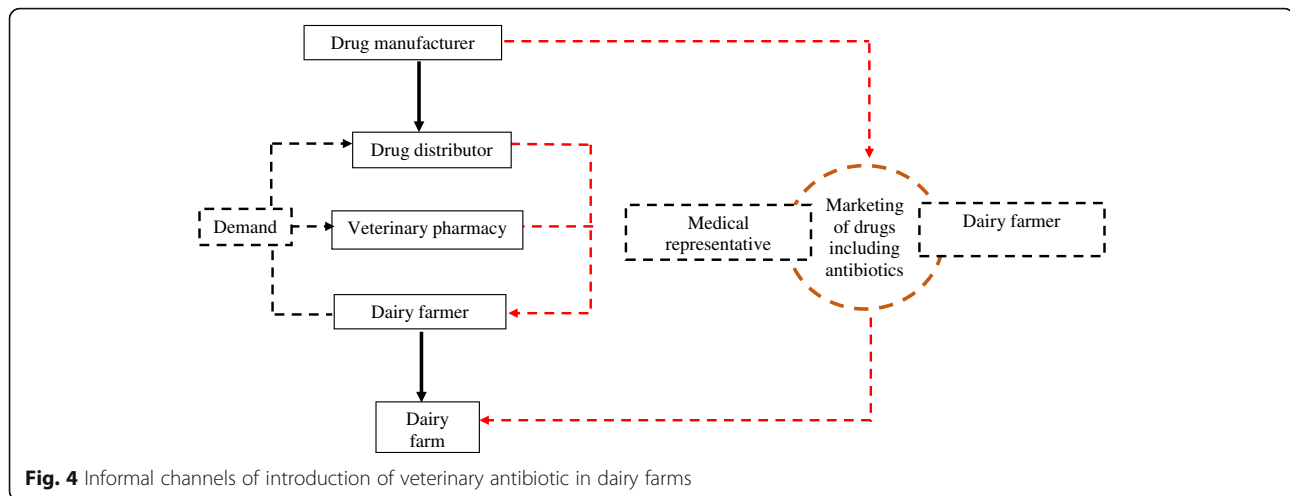 Drug manufacturer
Drug distributor
Demand
Veterinary pharmacy
Dairy farmer
Dairy
farm
Medical
representative
Marketing
of drugs
including
antibiotics
Dairy farmer
Fig. 4 Informal channels of introduction of veterinary antibiotic in dairy farms